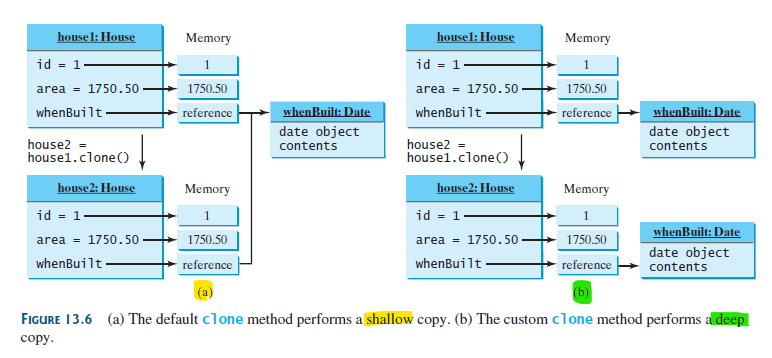 house1: House
Memory
id = 1
1
area = 1750.50
1750.50
whenBuilt
reference
whenBuilt: Date
date object
contents
house2 =
house1.clone()
house2: House
Memory
id = 1
1
area = 1750.50
1750.50
whenBuilt
reference
(a)
house1: House
Memory
id = 1
1
area = 1750.50
1750.50
whenBuilt
reference
whenBuilt: Date
date object
contents
house2 =
house1.clone()
house2: House
Memory
id = 1
1
area = 1750.50
1750.50
whenBuilt
reference
whenBuilt: Date
date object
contents
(b)
FIGURE 13.6 (a) The default clone method performs a shallow copy. (b) The custom clone method performs a deep
copy.